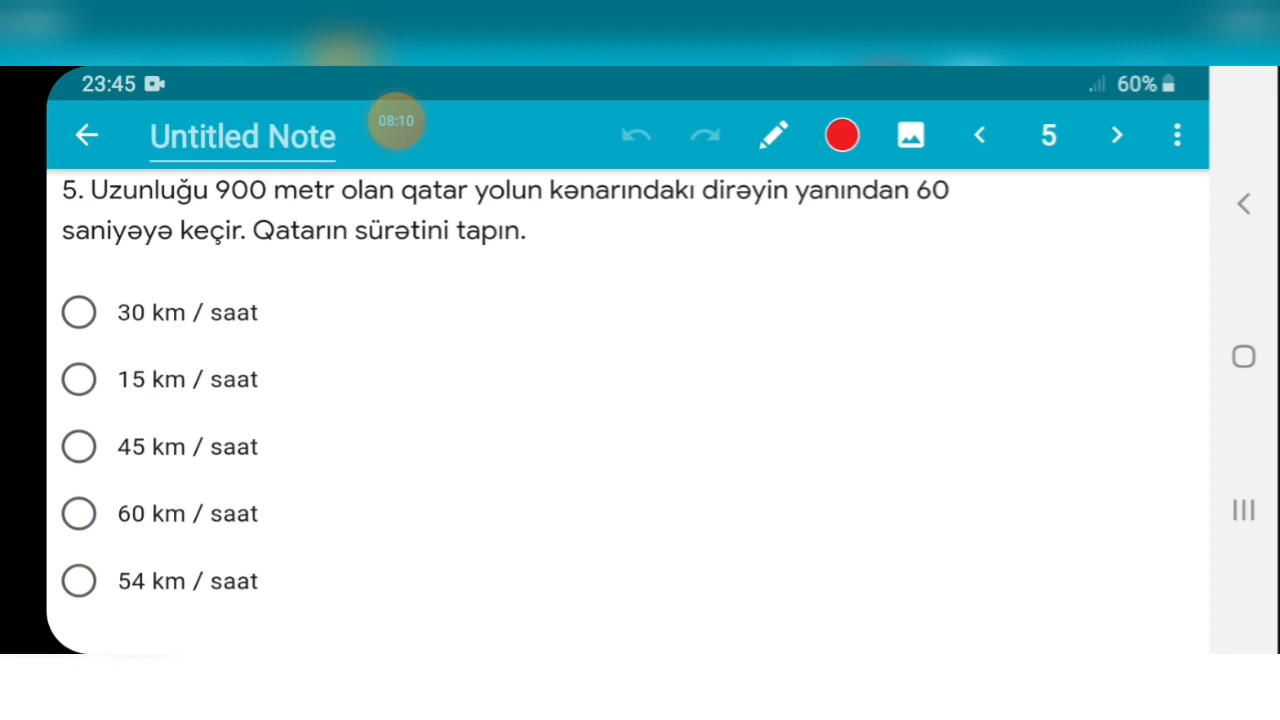 23:45
60%
Untitled Note
08:10
5
5. Uzunluğu 900 metr olan qatar yolun kənarındakı dirəyin yanından 60
saniyəyə keçir. Qatarın sürətini tapın.
30 km / saat
15 km / saat
45 km / saat
60 km / saat
54 km / saat